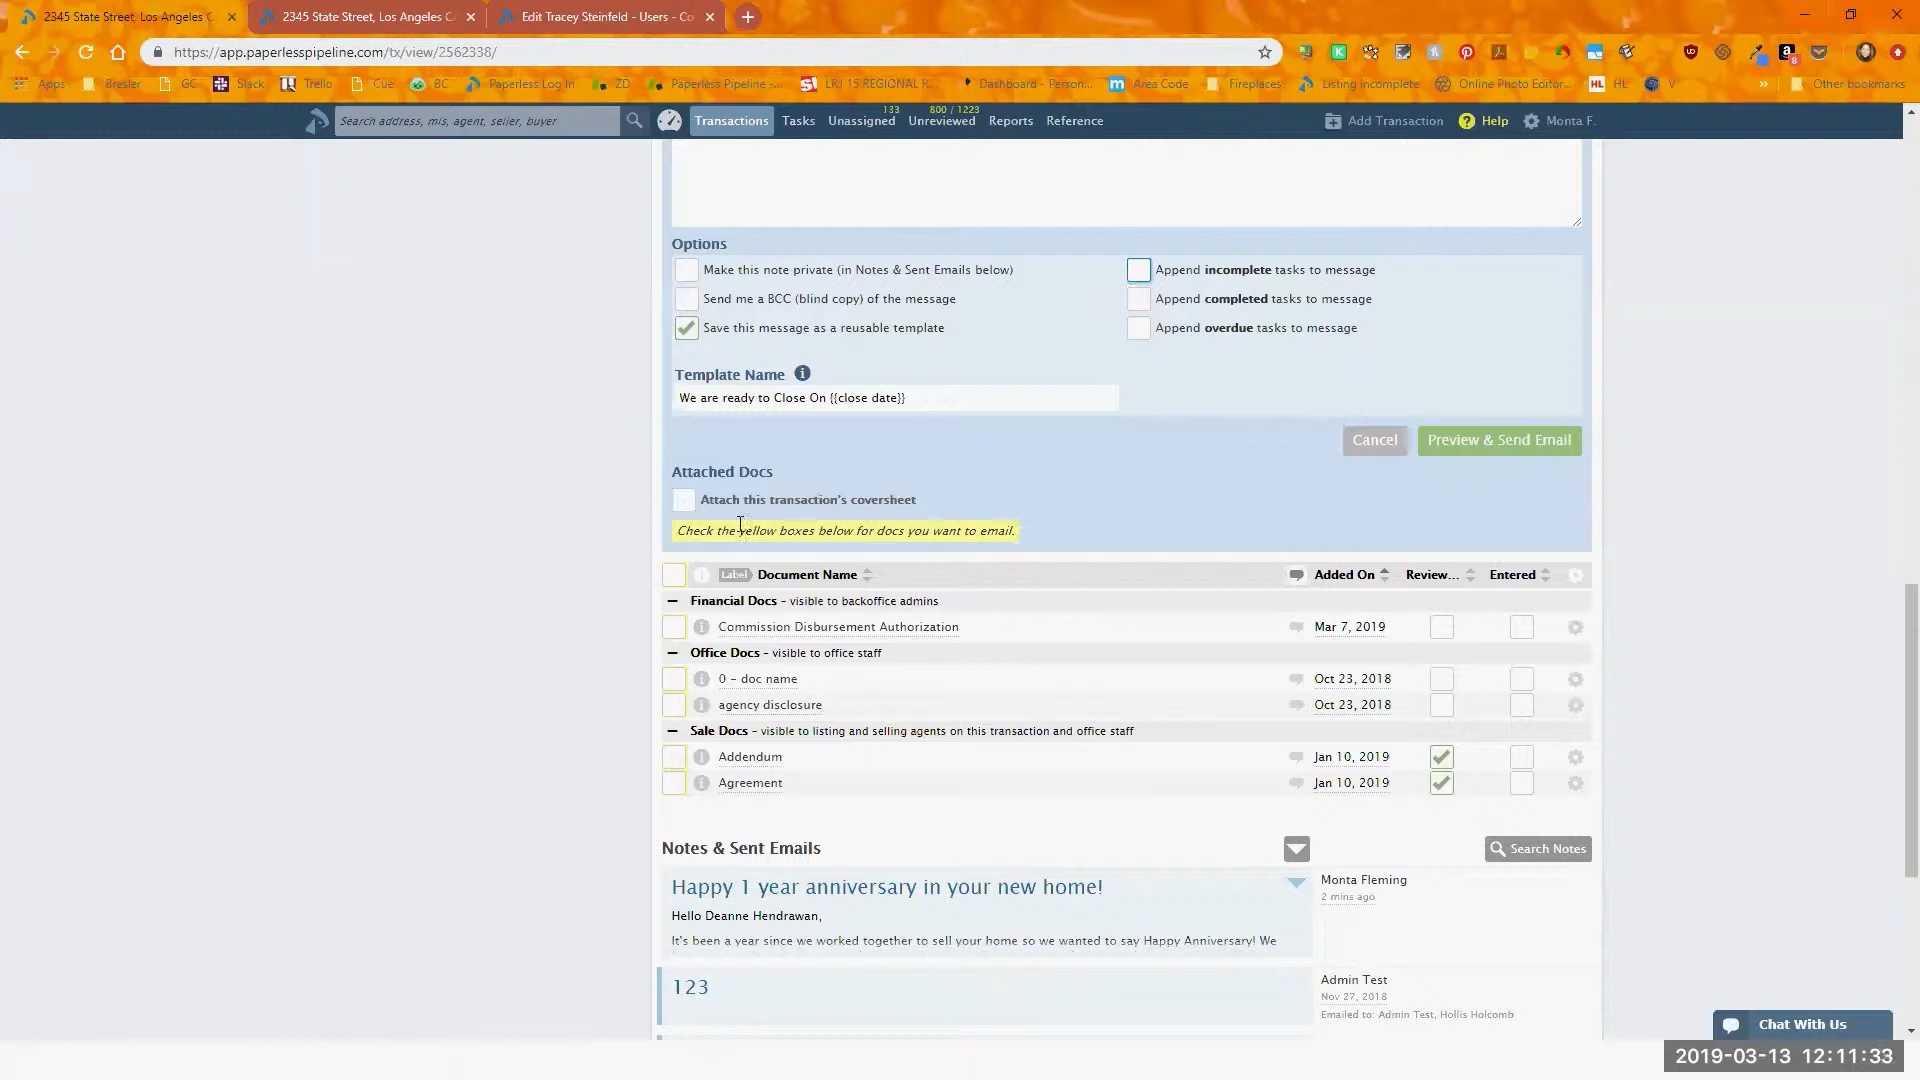 2345 State Street, Los Angeles C
2345 State Street, Los Angeles C
Edit Tracey Steinfeld - Users - Co
https://app.paperlesspipeline.com/tx/view/2562338/
Apps
Bresler
GC
Slack
Trello
Cue
BC
Paperless Log In
ZD
Paperless Pipeline -...
LRJ 15 REGIONAL R...
Dashboard - Person...
Area Code
Fireplaces
Listing incomplete
Online Photo Editor...
HL
V
»
Other bookmarks
Search address, mls, agent, seller, buyer
Transactions
Tasks
133
Unassigned
800 / 1223
Unreviewed
Reports
Reference
Add Transaction
Help
Monta F.
Options
Make this note private (in Notes & Sent Emails below)
Append incomplete tasks to message
Send me a BCC (blind copy) of the message
Append completed tasks to message
Save this message as a reusable template
Append overdue tasks to message
Template Name
We are ready to Close On {{close date}}
Cancel
Preview & Send Email
Attached Docs
Attach this transaction's coversheet
Check the yellow boxes below for docs you want to email.
Label
Document Name
Added On
Review...
Entered
Financial Docs – visible to backoffice admins
Commission Disbursement Authorization
Mar 7, 2019
Office Docs – visible to office staff
0 – doc name
Oct 23, 2018
agency disclosure
Oct 23, 2018
Sale Docs – visible to listing and selling agents on this transaction and office staff
Addendum
Jan 10, 2019
Agreement
Jan 10, 2019
Notes & Sent Emails
Search Notes
Happy 1 year anniversary in your new home!
Monta Fleming
2 mins ago
Hello Deanne Hendrawan,
It's been a year since we worked together to sell your home so we wanted to say Happy Anniversary! We
123
Admin Test
Nov 27, 2018
Emailed to: Admin Test, Hollis Holcomb
Chat With Us
2019-03-13 12:11:33